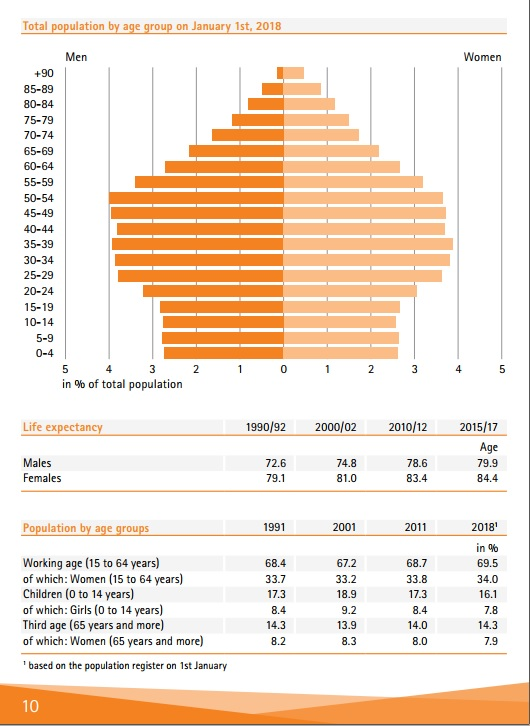 Total population by age group on January 1st, 2018
Men Women
+90
85-89
80-84
75-79
70-74
65-69
60-64
55-59
50-54
45-49
40-44
35-39
30-34
25-29
20-24
15-19
10-14
5-9
0-4
5 4 3 2 1 0 1 2 3 4 5
in % of total population
Life expectancy 1990/92 2000/02 2010/12 2015/17
Age
Males 72.6 74.8 78.6 79.9
Females 79.1 81.0 83.4 84.4
Population by age groups 1991 2001 2011 2018¹
in %
Working age (15 to 64 years) 68.4 67.2 68.7 69.5
of which: Women (15 to 64 years) 33.7 33.2 33.8 34.0
Children (0 to 14 years) 17.3 18.9 17.3 16.1
of which: Girls (0 to 14 years) 8.4 9.2 8.4 7.8
Third age (65 years and more) 14.3 13.9 14.0 14.3
of which: Women (65 years and more) 8.2 8.3 8.0 7.9
¹ based on the population register on 1st January
10